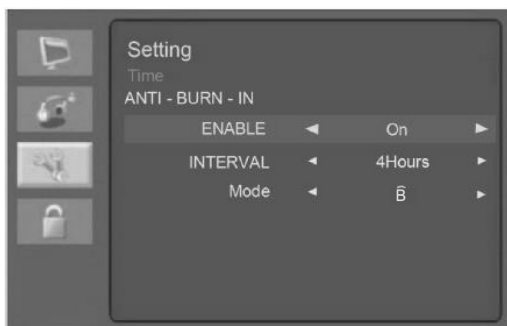 Setting
Time
ANTI - BURN - IN
ENABLE ◄ On ►
INTERVAL ◄ 4Hours ►
Mode ◄ B̂ ►